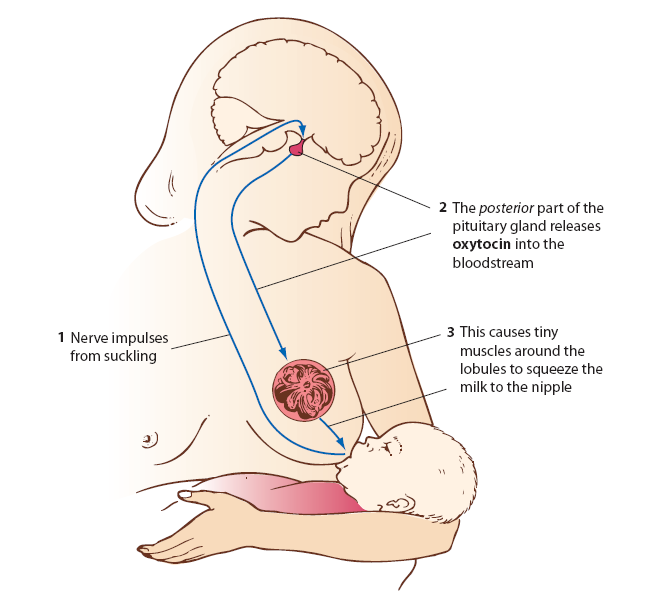 1 Nerve impulses
from suckling
2 The posterior part of the
pituitary gland releases
oxytocin into the
bloodstream
3 This causes tiny
muscles around the
lobules to squeeze the
milk to the nipple